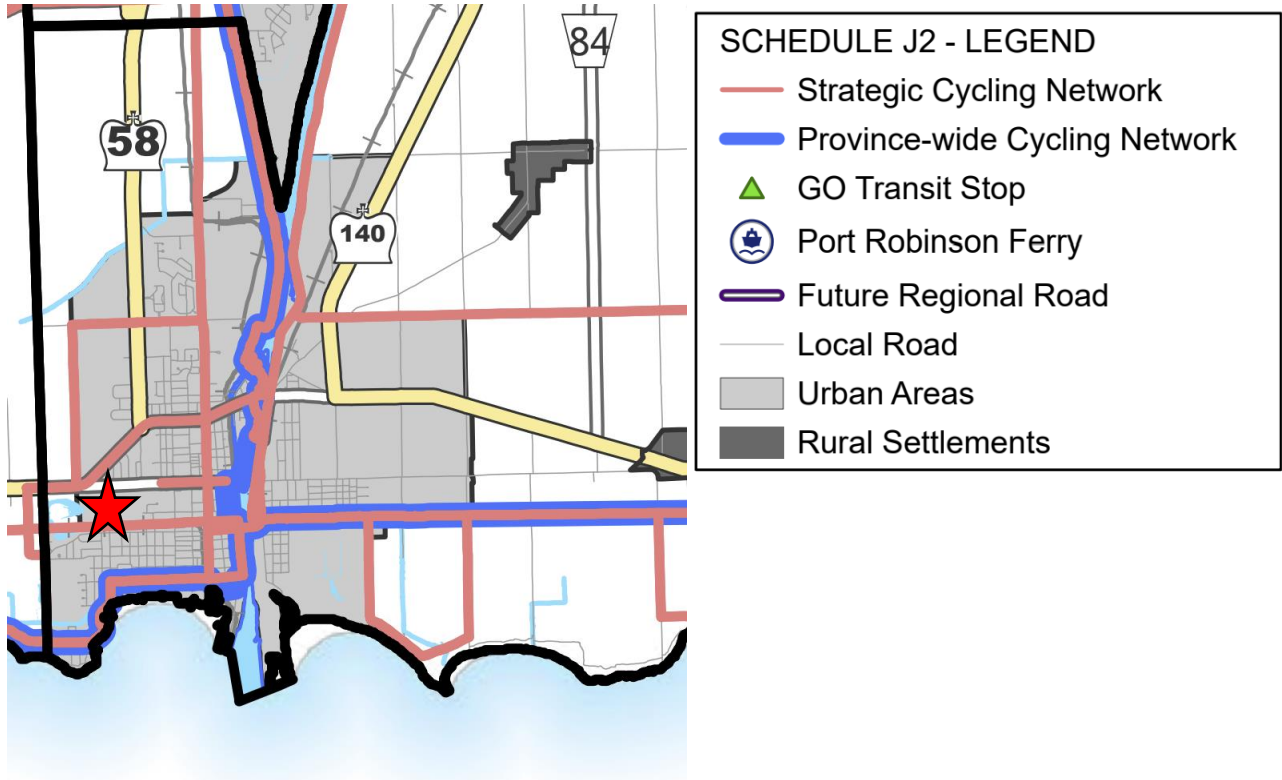 84
58
140
SCHEDULE J2 - LEGEND
Strategic Cycling Network
Province-wide Cycling Network
GO Transit Stop
Port Robinson Ferry
Future Regional Road
Local Road
Urban Areas
Rural Settlements